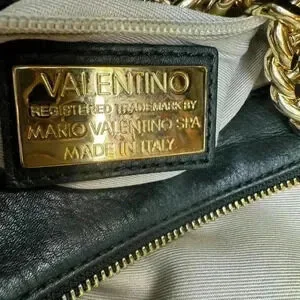 VALENTINO
REGISTERED TRADEMARK BY
MARIO VALENTINO SPA
MADE IN ITALY